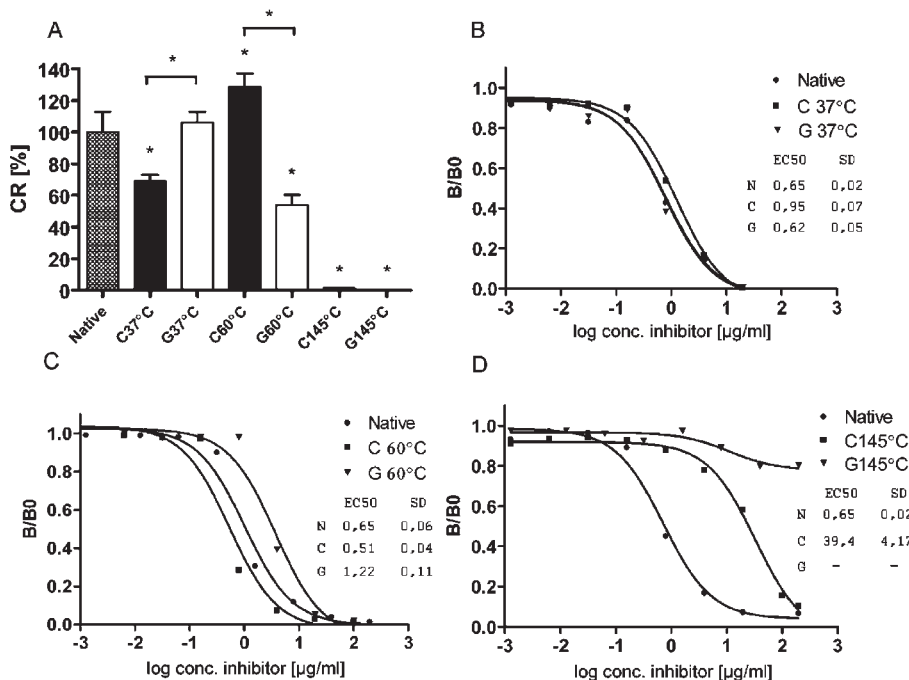 A
*
*
*
*
*
*
*
CR [%]
140
120
100
80
60
40
20
0
Native
C37°C
G37°C
C60°C
G60°C
C145°C
G145°C
B
B/B0
1.0
0.8
0.6
0.4
0.2
0.0
-3 -2 -1 0 1 2 3
log conc. inhibitor [µg/ml]
Native
C 37°C
G 37°C
EC50 SD
N 0,65 0,02
C 0,95 0,07
G 0,62 0,05
C
B/B0
1.0
0.8
0.6
0.4
0.2
0.0
-3 -2 -1 0 1 2 3
log conc. inhibitor [µg/ml]
Native
C 60°C
G 60°C
EC50 SD
N 0,65 0,06
C 0,51 0,04
G 1,22 0,11
D
B/B0
1.0
0.8
0.6
0.4
0.2
0.0
-3 -2 -1 0 1 2 3
log conc. inhibitor [µg/ml]
Native
C145°C
G145°C
EC50 SD
N 0,65 0,02
C 39,4 4,17
G - -